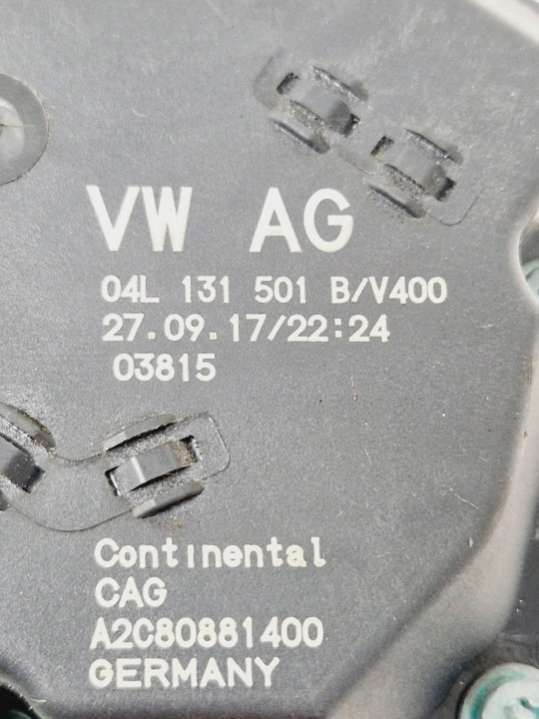 VW AG
04L 131 501 B/V400
27.09.17/22:24
03815
Continental
CAG
A2C80881400
GERMANY